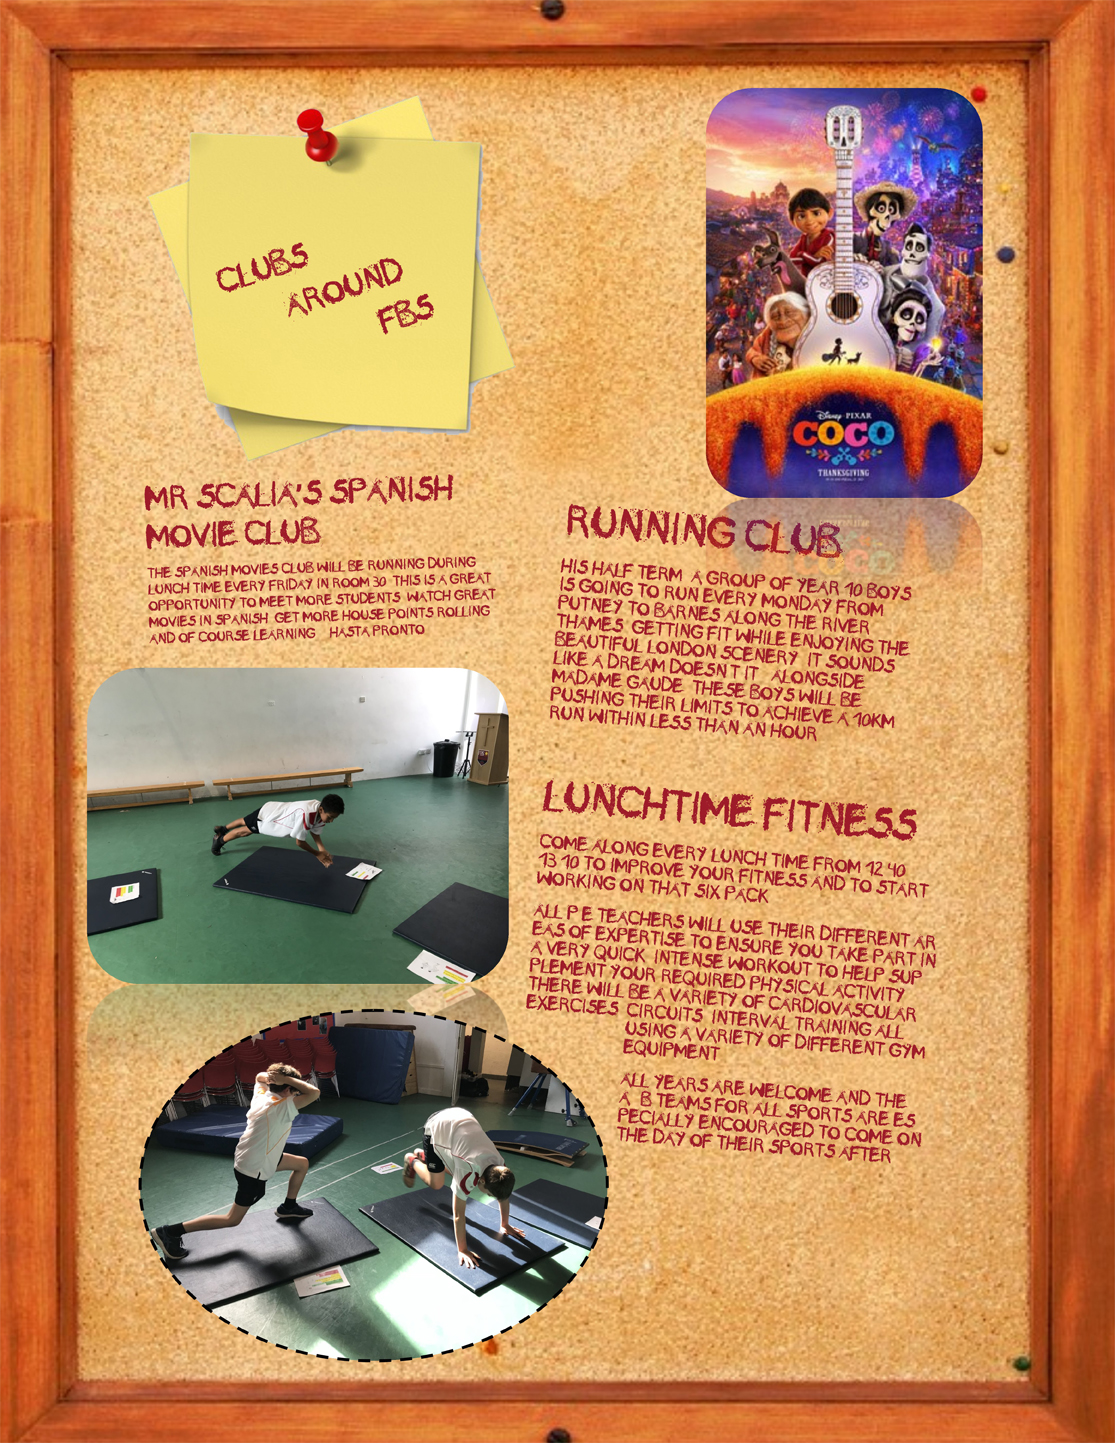 CLUBS
AROUND
FBS
Disney PIXAR
COCO
THANKSGIVING
MR SCALIA'S SPANISH
MOVIE CLUB
THE SPANISH MOVIES CLUB WILL BE RUNNING DURING
LUNCH TIME EVERY FRIDAY IN ROOM 30 THIS IS A GREAT
OPPORTUNITY TO MEET MORE STUDENTS WATCH GREAT
MOVIES IN SPANISH GET MORE HOUSE POINTS ROLLING
AND OF COURSE LEARNING HASTA PRONTO
RUNNING CLUB
HIS HALF TERM A GROUP OF YEAR 10 BOYS
IS GOING TO RUN EVERY MONDAY FROM
PUTNEY TO BARNES ALONG THE RIVER
THAMES GETTING FIT WHILE ENJOYING THE
BEAUTIFUL LONDON SCENERY IT SOUNDS
LIKE A DREAM DOESN T IT ALONGSIDE
MADAME GAUDE THESE BOYS WILL BE
PUSHING THEIR LIMITS TO ACHIEVE A 10KM
RUN WITHIN LESS THAN AN HOUR
LUNCHTIME FITNESS
COME ALONG EVERY LUNCH TIME FROM 12 40
13 10 TO IMPROVE YOUR FITNESS AND TO START
WORKING ON THAT SIX PACK
ALL P E TEACHERS WILL USE THEIR DIFFERENT AR
EAS OF EXPERTISE TO ENSURE YOU TAKE PART IN
A VERY QUICK INTENSE WORKOUT TO HELP SUP
PLEMENT YOUR REQUIRED PHYSICAL ACTIVITY
THERE WILL BE A VARIETY OF CARDIOVASCULAR
EXERCISES CIRCUITS INTERVAL TRAINING ALL
USING A VARIETY OF DIFFERENT GYM
EQUIPMENT
ALL YEARS ARE WELCOME AND THE
A B TEAMS FOR ALL SPORTS ARE ES
PECIALLY ENCOURAGED TO COME ON
THE DAY OF THEIR SPORTS AFTER